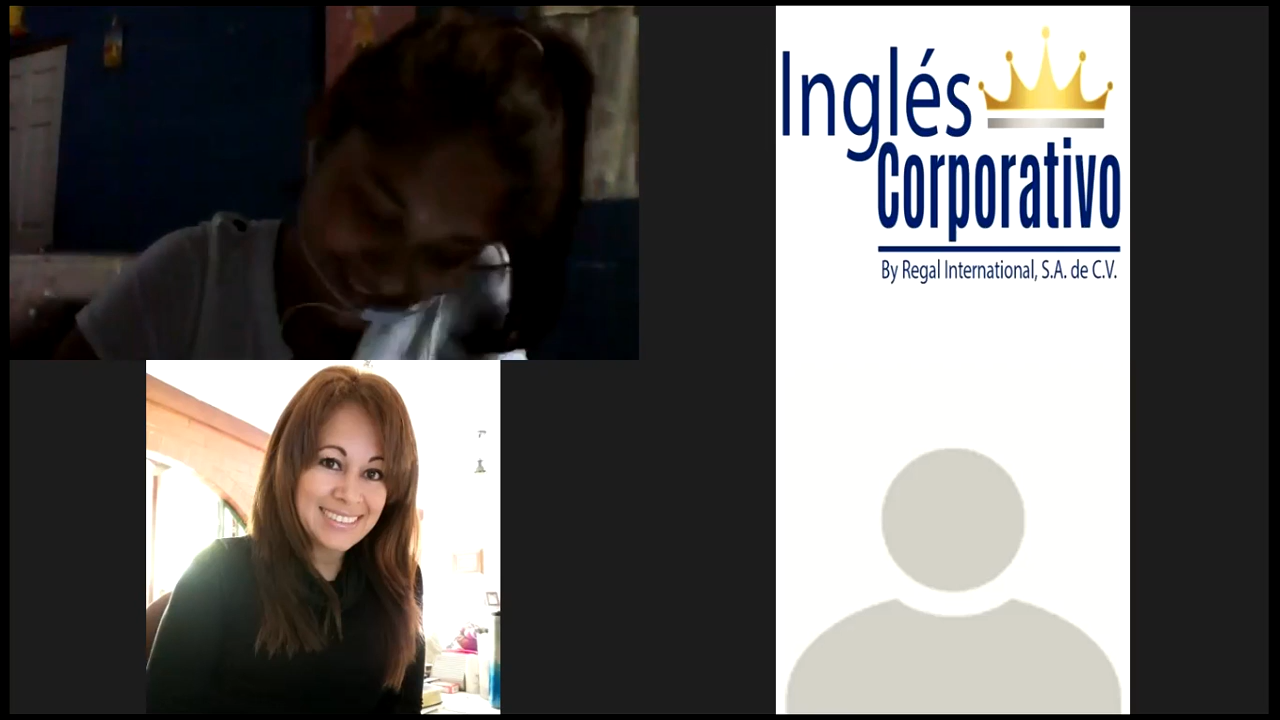 Inglés
Corporativo
By Regal International, S.A. de C.V.